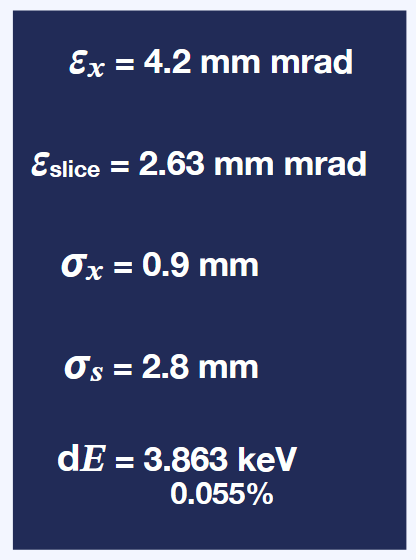 εx = 4.2 mm mrad
εslice = 2.63 mm mrad
σx = 0.9 mm
σs = 2.8 mm
dE = 3.863 keV
0.055%